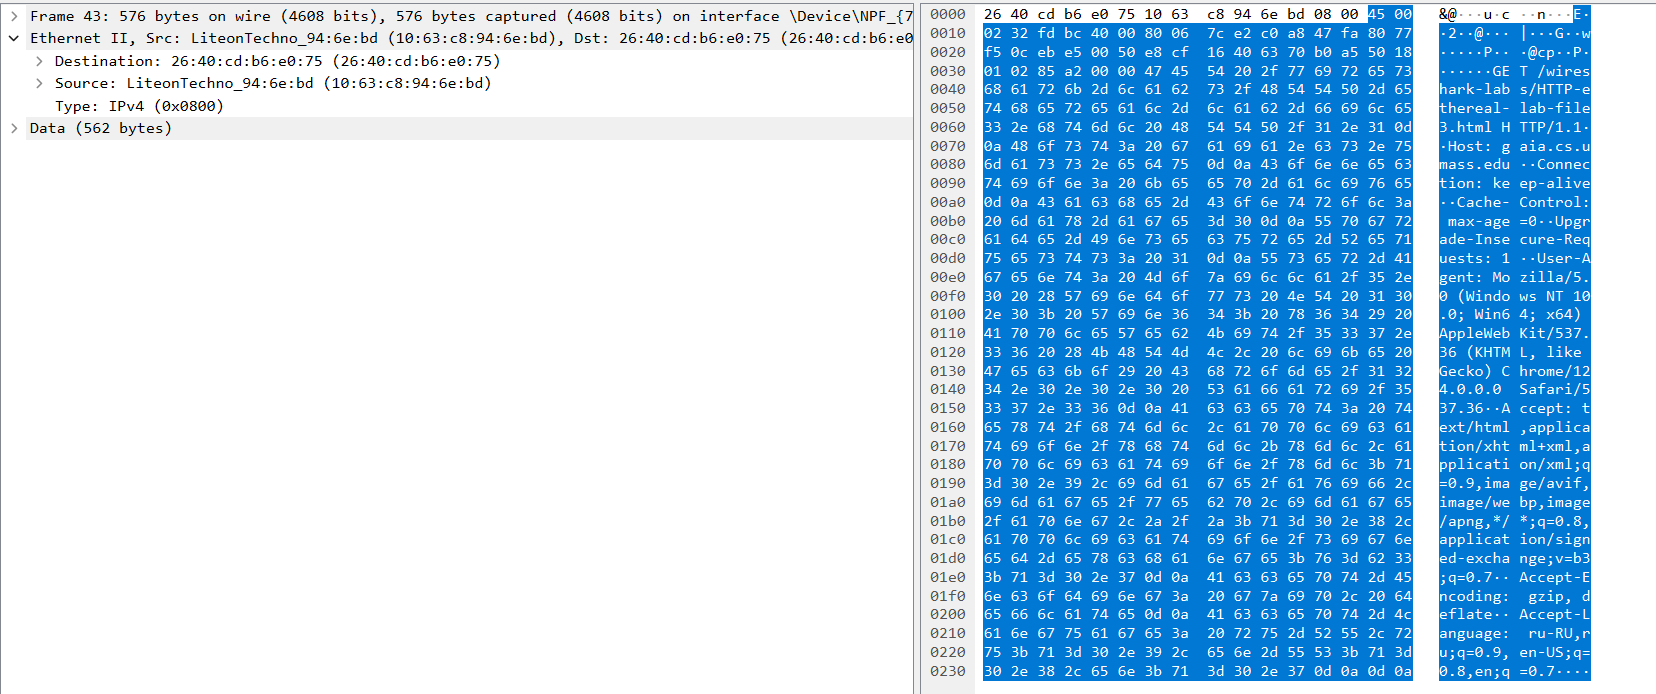 Frame 43: 576 bytes on wire (4608 bits), 576 bytes captured (4608 bits) on interface \Device\NPF_{7
Ethernet II, Src: LiteonTechno_94:6e:bd (10:63:c8:94:6e:bd), Dst: 26:40:cd:b6:e0:75 (26:40:cd:b6:e0
Destination: 26:40:cd:b6:e0:75 (26:40:cd:b6:e0:75)
Source: LiteonTechno_94:6e:bd (10:63:c8:94:6e:bd)
Type: IPv4 (0x0800)
Data (562 bytes)
0000 26 40 cd b6 e0 75 10 63 c8 94 6e bd 08 00 45 00 &@···u·c ··n···E·
0010 02 32 fd bc 40 00 80 06 7c e2 c0 a8 47 fa 80 77 ·2··@··· |···G··w
0020 f5 0c eb e5 00 50 e8 cf 16 40 63 70 b0 a5 50 18 ·····P·· ·@cp··P·
0030 01 02 85 a2 00 00 47 45 54 20 2f 77 69 72 65 73 ······GE T /wires
0040 68 61 72 6b 2d 6c 61 62 73 2f 48 54 54 50 2d 65 hark-lab s/HTTP-e
0050 74 68 65 72 65 61 6c 2d 6c 61 62 2d 66 69 6c 65 thereal- lab-file
0060 33 2e 68 74 6d 6c 20 48 54 54 50 2f 31 2e 31 0d 3.html H TTP/1.1·
0070 0a 48 6f 73 74 3a 20 67 61 69 61 2e 63 73 2e 75 ·Host: g aia.cs.u
0080 6d 61 73 73 2e 65 64 75 0d 0a 43 6f 6e 6e 65 63 mass.edu ··Connec
0090 74 69 6f 6e 3a 20 6b 65 65 70 2d 61 6c 69 76 65 tion: ke ep-alive
00a0 0d 0a 43 61 63 68 65 2d 43 6f 6e 74 72 6f 6c 3a ··Cache- Control:
00b0 20 6d 61 78 2d 61 67 65 3d 30 0d 0a 55 70 67 72 max-age =0··Upgr
00c0 61 64 65 2d 49 6e 73 65 63 75 72 65 2d 52 65 71 ade-Inse cure-Req
00d0 75 65 73 74 73 3a 20 31 0d 0a 55 73 65 72 2d 41 uests: 1 ··User-A
00e0 67 65 6e 74 3a 20 4d 6f 7a 69 6c 6c 61 2f 35 2e gent: Mo zilla/5.
00f0 30 20 28 57 69 6e 64 6f 77 73 20 4e 54 20 31 30 0 (Windo ws NT 10
0100 2e 30 3b 20 57 69 6e 36 34 3b 20 78 36 34 29 20 .0; Win6 4; x64)
0110 41 70 70 6c 65 57 65 62 4b 69 74 2f 35 33 37 2e AppleWeb Kit/537.
0120 33 36 20 28 4b 48 54 4d 4c 2c 20 6c 69 6b 65 20 36 (KHTM L, like
0130 47 65 63 6b 6f 29 20 43 68 72 6f 6d 65 2f 31 32 Gecko) C hrome/12
0140 34 2e 30 2e 30 2e 30 20 53 61 66 61 72 69 2f 35 4.0.0.0 Safari/5
0150 33 37 2e 33 36 0d 0a 41 63 63 65 70 74 3a 20 74 37.36··A ccept: t
0160 65 78 74 2f 68 74 6d 6c 2c 61 70 70 6c 69 63 61 ext/html ,applica
0170 74 69 6f 6e 2f 78 68 74 6d 6c 2b 78 6d 6c 2c 61 tion/xht ml+xml,a
0180 70 70 6c 69 63 61 74 69 6f 6e 2f 78 6d 6c 3b 71 pplicati on/xml;q
0190 3d 30 2e 39 2c 69 6d 61 67 65 2f 61 76 69 66 2c =0.9,ima ge/avif,
01a0 69 6d 61 67 65 2f 77 65 62 70 2c 69 6d 61 67 65 image/we bp,image
01b0 2f 61 70 6e 67 2c 2a 2f 2a 3b 71 3d 30 2e 38 2c /apng,*/ *;q=0.8,
01c0 61 70 70 6c 69 63 61 74 69 6f 6e 2f 73 69 67 6e applicat ion/sign
01d0 65 64 2d 65 78 63 68 61 6e 67 65 3b 76 3d 62 33 ed-excha nge;v=b3
01e0 3b 71 3d 30 2e 37 0d 0a 41 63 63 65 70 74 2d 45 ;q=0.7·· Accept-E
01f0 6e 63 6f 64 69 6e 67 3a 20 67 7a 69 70 2c 20 64 ncoding: gzip, d
0200 65 66 6c 61 74 65 0d 0a 41 63 63 65 70 74 2d 4c eflate·· Accept-L
0210 61 6e 67 75 61 67 65 3a 20 72 75 2d 52 55 2c 72 anguage: ru-RU,r
0220 75 3b 71 3d 30 2e 39 2c 65 6e 2d 55 53 3b 71 3d u;q=0.9, en-US;q=
0230 30 2e 38 2c 65 6e 3b 71 3d 30 2e 37 0d 0a 0d 0a 0.8,en;q =0.7····